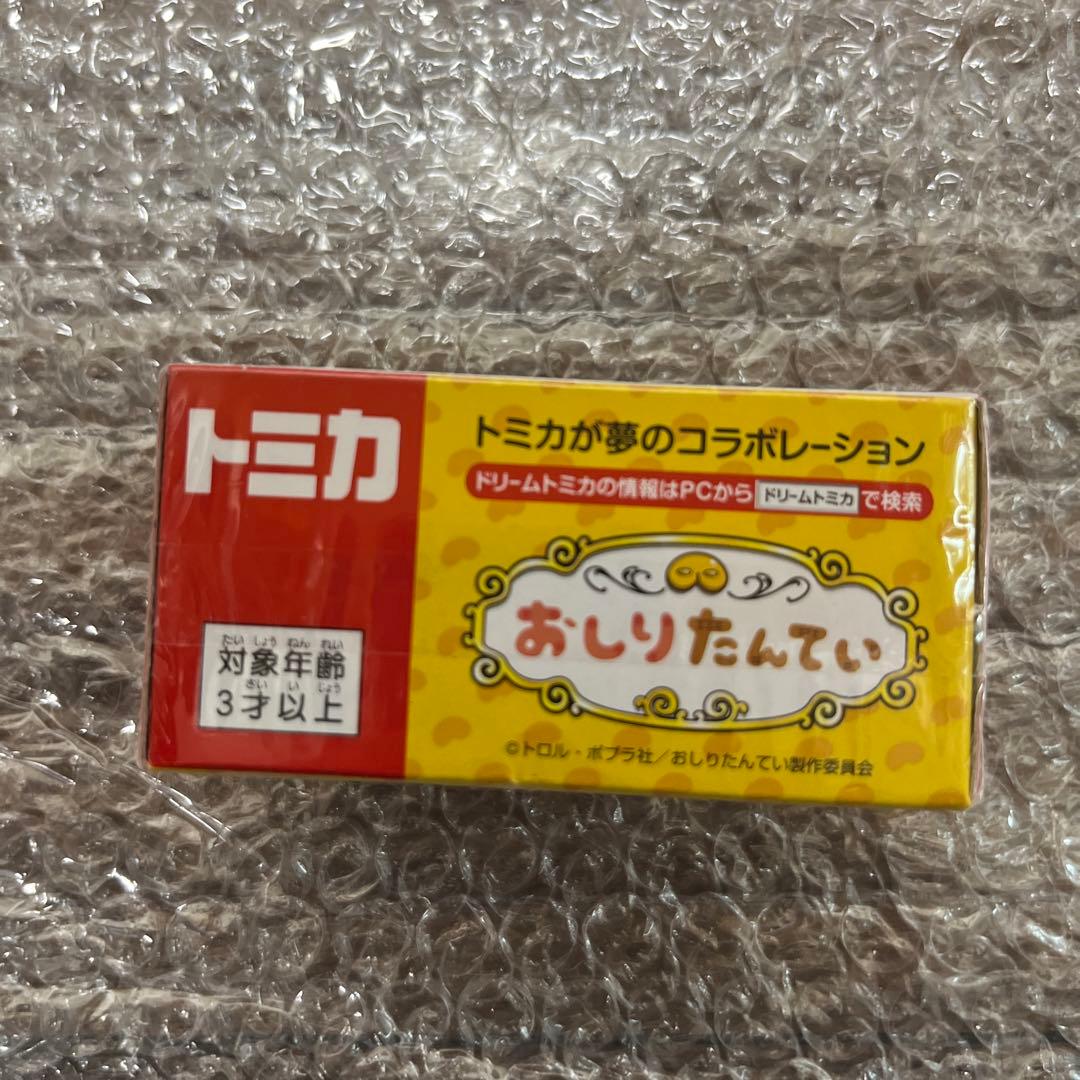 トミカ
トミカが夢のコラボレーション
ドリームトミカの情報はPCから ドリームトミカ で検索
おしりたんてい
たいしょうねんれい
対象年齢
さい い じょう
3才以上
©トロル・ポプラ社／おしりたんてい製作委員会